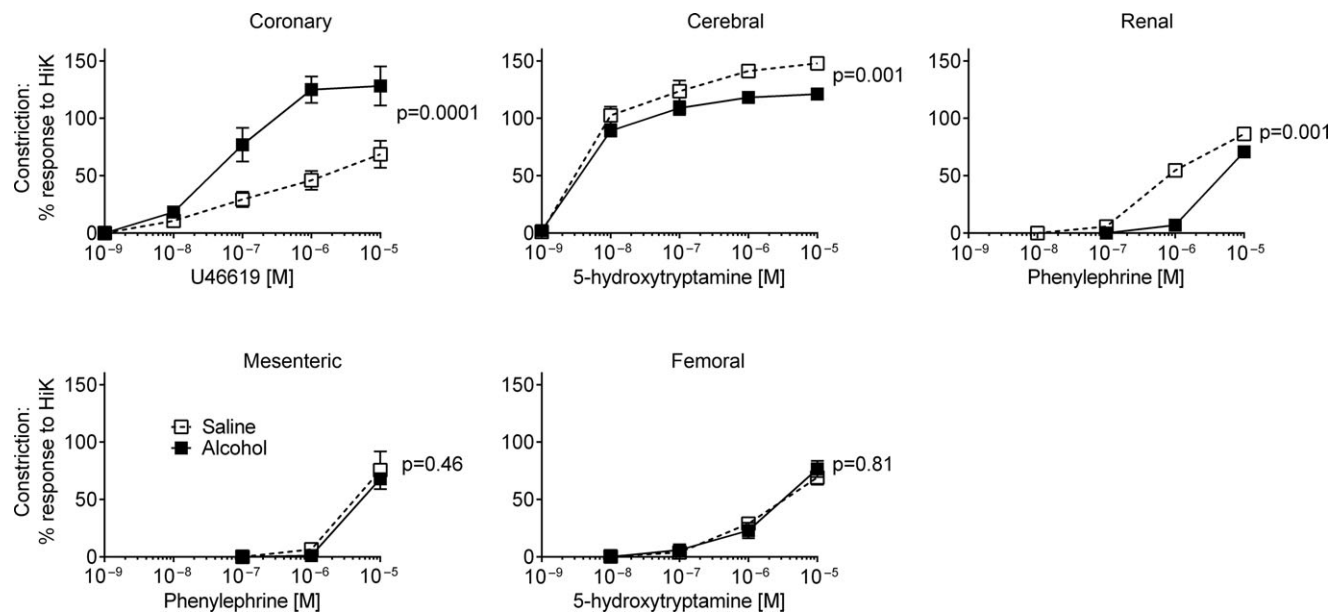 Coronary
Constriction:
% response to HiK
150
100
50
0
p=0.0001
10⁻⁹ 10⁻⁸ 10⁻⁷ 10⁻⁶ 10⁻⁵
U46619 [M]
Cerebral
150
100
50
0
p=0.001
10⁻⁹ 10⁻⁸ 10⁻⁷ 10⁻⁶ 10⁻⁵
5-hydroxytryptamine [M]
Renal
150
100
50
0
p=0.001
10⁻⁹ 10⁻⁸ 10⁻⁷ 10⁻⁶ 10⁻⁵
Phenylephrine [M]
Mesenteric
Constriction:
% response to HiK
150
100
50
0
Saline
Alcohol
p=0.46
10⁻⁹ 10⁻⁸ 10⁻⁷ 10⁻⁶ 10⁻⁵
Phenylephrine [M]
Femoral
150
100
50
0
p=0.81
10⁻⁹ 10⁻⁸ 10⁻⁷ 10⁻⁶ 10⁻⁵
5-hydroxytryptamine [M]